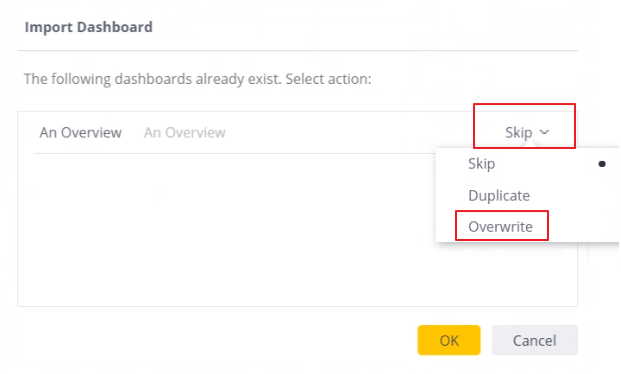 Import Dashboard
The following dashboards already exist. Select action:
An Overview An Overview Skip
Skip
Duplicate
Overwrite
OK Cancel